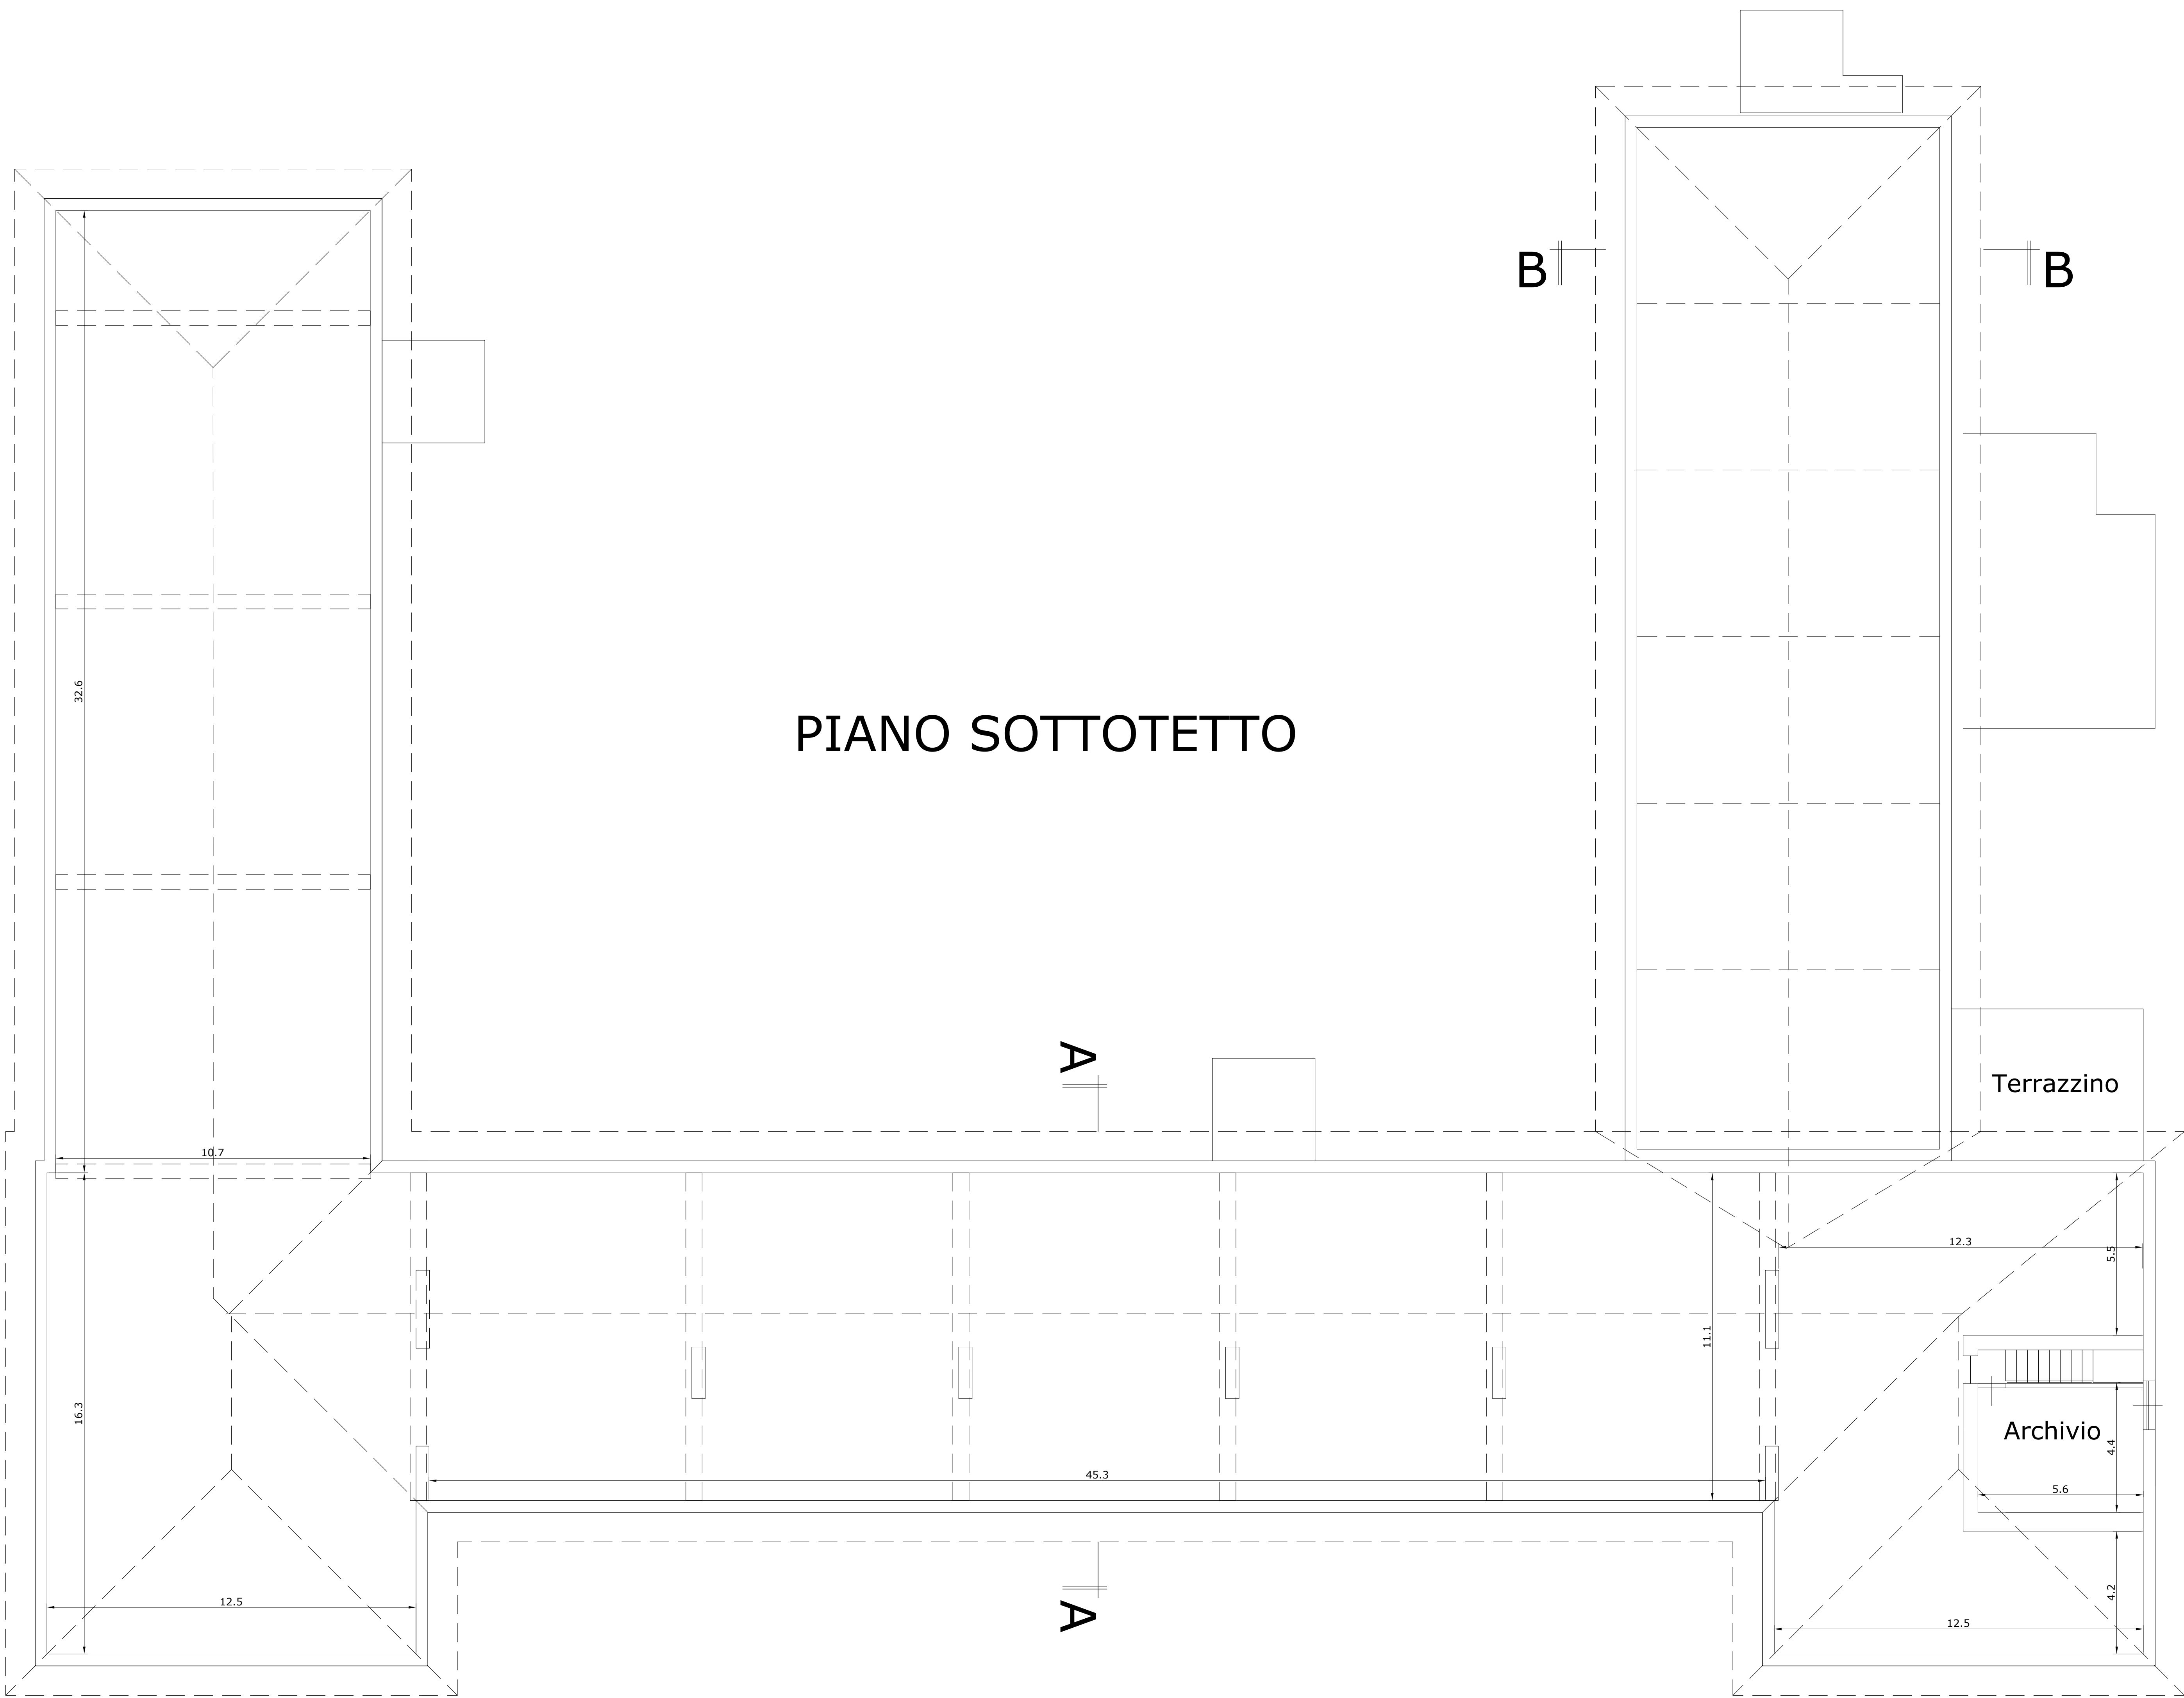 B
B
32.6
PIANO SOTTOTETTO
A
Terrazzino
10.7
12.3
5.5
11.1
16.3
Archivio
4.4
45.3
5.6
12.5
4.2
A
12.5